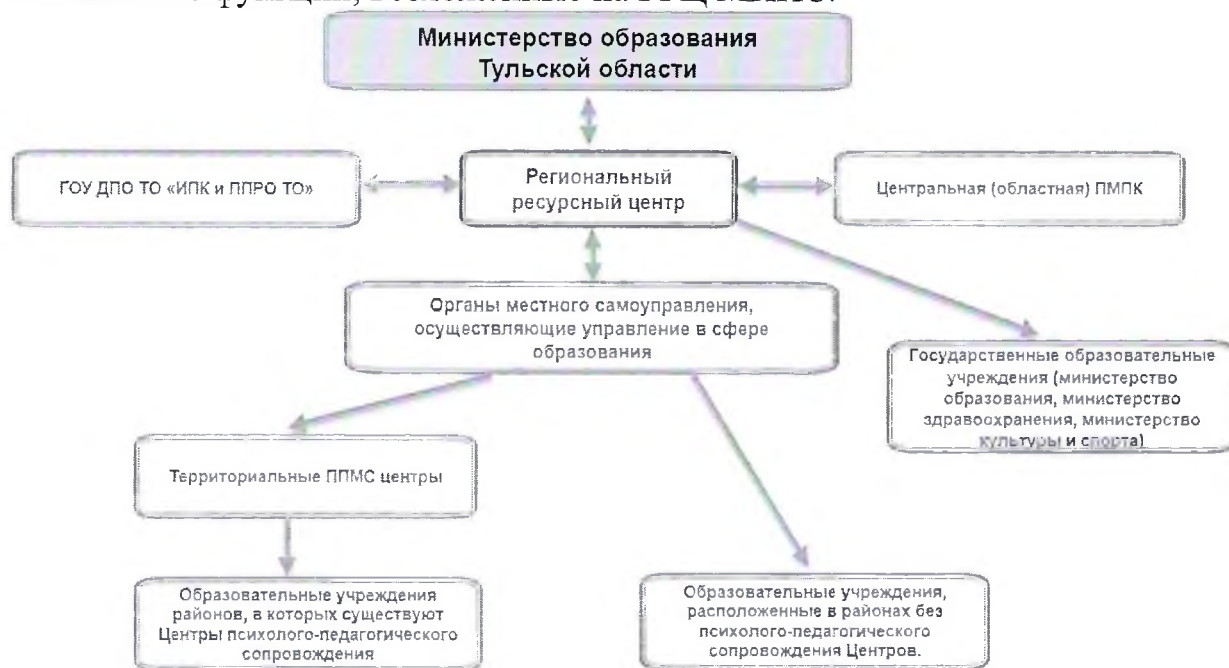 Министерство образования
Тульской области
ГОУ ДПО ТО «ИПК и ППРО ТО»
Региональный
ресурсный центр
Центральная (областная) ПМПК
Органы местного самоуправления,
осуществляющие управление в сфере
образования
Государственные образовательные
учреждения (министерство
образования, министерство
здравоохранения, министерство
культуры и спорта)
Территориальные ППМС центры
Образовательные учреждения
районов, в которых существуют
Центры психолого-педагогического
сопровождения
Образовательные учреждения,
расположенные в районах без
психолого-педагогического
сопровождения Центров.